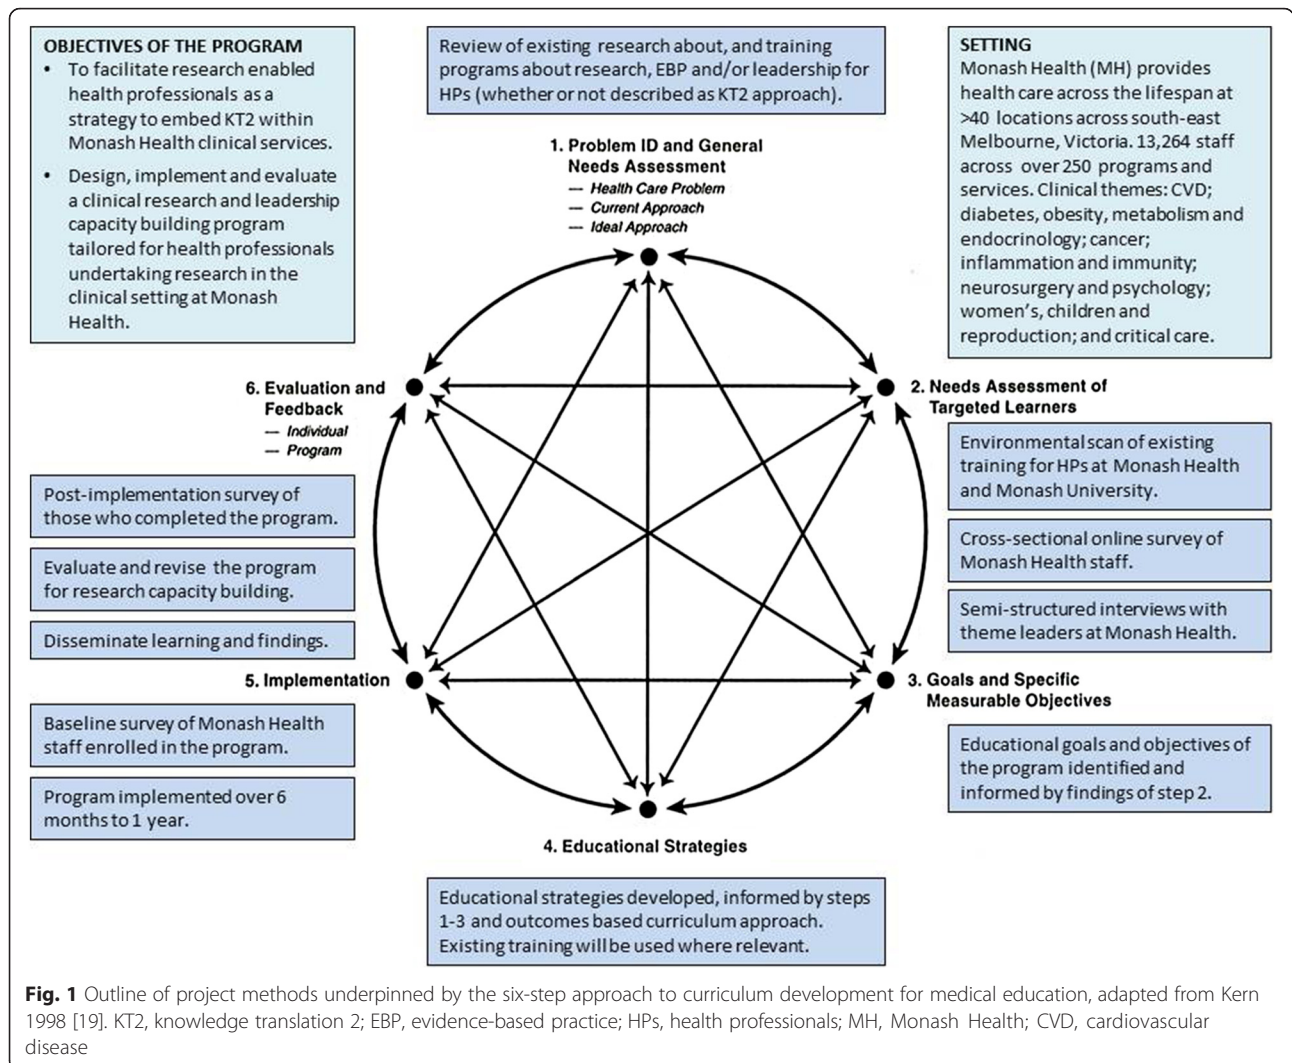 OBJECTIVES OF THE PROGRAM
• To facilitate research enabled
health professionals as a
strategy to embed KT2 within
Monash Health clinical services.
• Design, implement and evaluate
a clinical research and leadership
capacity building program
tailored for health professionals
undertaking research in the
clinical setting at Monash
Health.
Review of existing research about, and training
programs about research, EBP and/or leadership for
HPs (whether or not described as KT2 approach).
SETTING
Monash Health (MH) provides
health care across the lifespan at
>40 locations across south-east
Melbourne, Victoria. 13,264 staff
across over 250 programs and
services. Clinical themes: CVD;
diabetes, obesity, metabolism and
endocrinology; cancer;
inflammation and immunity;
neurosurgery and psychology;
women's, children and
reproduction; and critical care.
1. Problem ID and General
Needs Assessment
— Health Care Problem
— Current Approach
— Ideal Approach
2. Needs Assessment of
Targeted Learners
Environmental scan of existing
training for HPs at Monash Health
and Monash University.
Cross-sectional online survey of
Monash Health staff.
Semi-structured interviews with
theme leaders at Monash Health.
3. Goals and Specific
Measurable Objectives
Educational goals and objectives of
the program identified and
informed by findings of step 2.
4. Educational Strategies
Educational strategies developed, informed by steps
1-3 and outcomes based curriculum approach.
Existing training will be used where relevant.
5. Implementation
Baseline survey of Monash Health
staff enrolled in the program.
Program implemented over 6
months to 1 year.
6. Evaluation and
Feedback
— Individual
— Program
Post-implementation survey of
those who completed the program.
Evaluate and revise the program
for research capacity building.
Disseminate learning and findings.
Fig. 1 Outline of project methods underpinned by the six-step approach to curriculum development for medical education, adapted from Kern
1998 [19]. KT2, knowledge translation 2; EBP, evidence-based practice; HPs, health professionals; MH, Monash Health; CVD, cardiovascular
disease